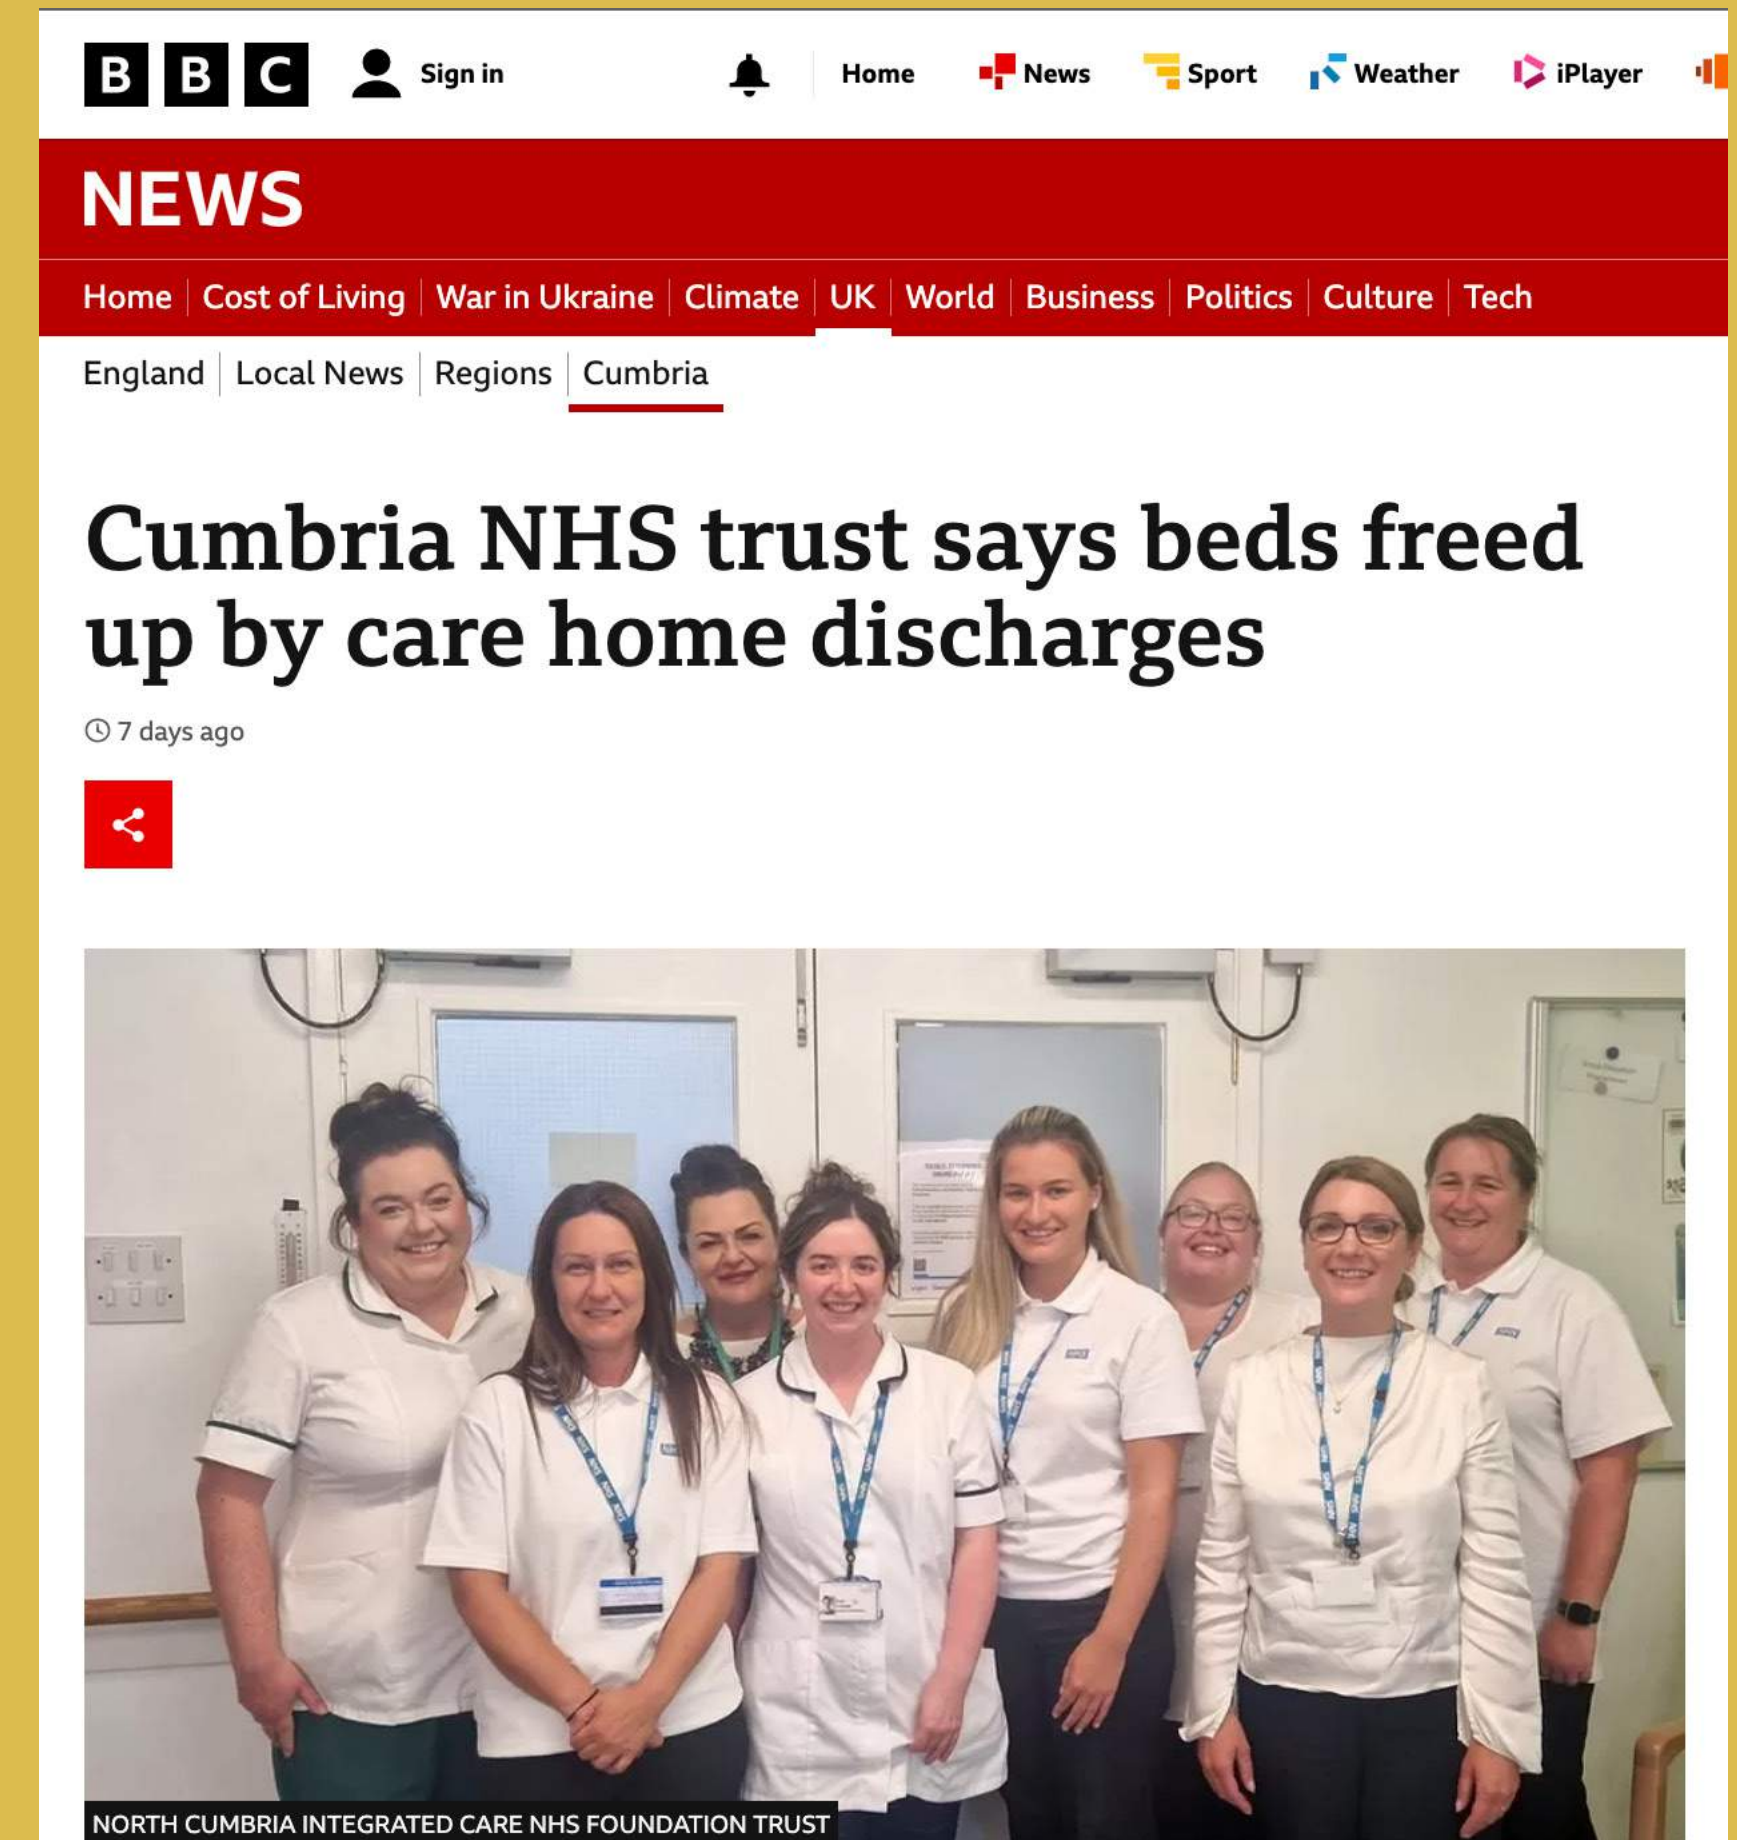 BBC Sign in Home News Sport Weather iPlayer
NEWS
Home Cost of Living War in Ukraine Climate UK World Business Politics Culture Tech
England Local News Regions Cumbria
Cumbria NHS trust says beds freed
up by care home discharges
7 days ago
NORTH CUMBRIA INTEGRATED CARE NHS FOUNDATION TRUST